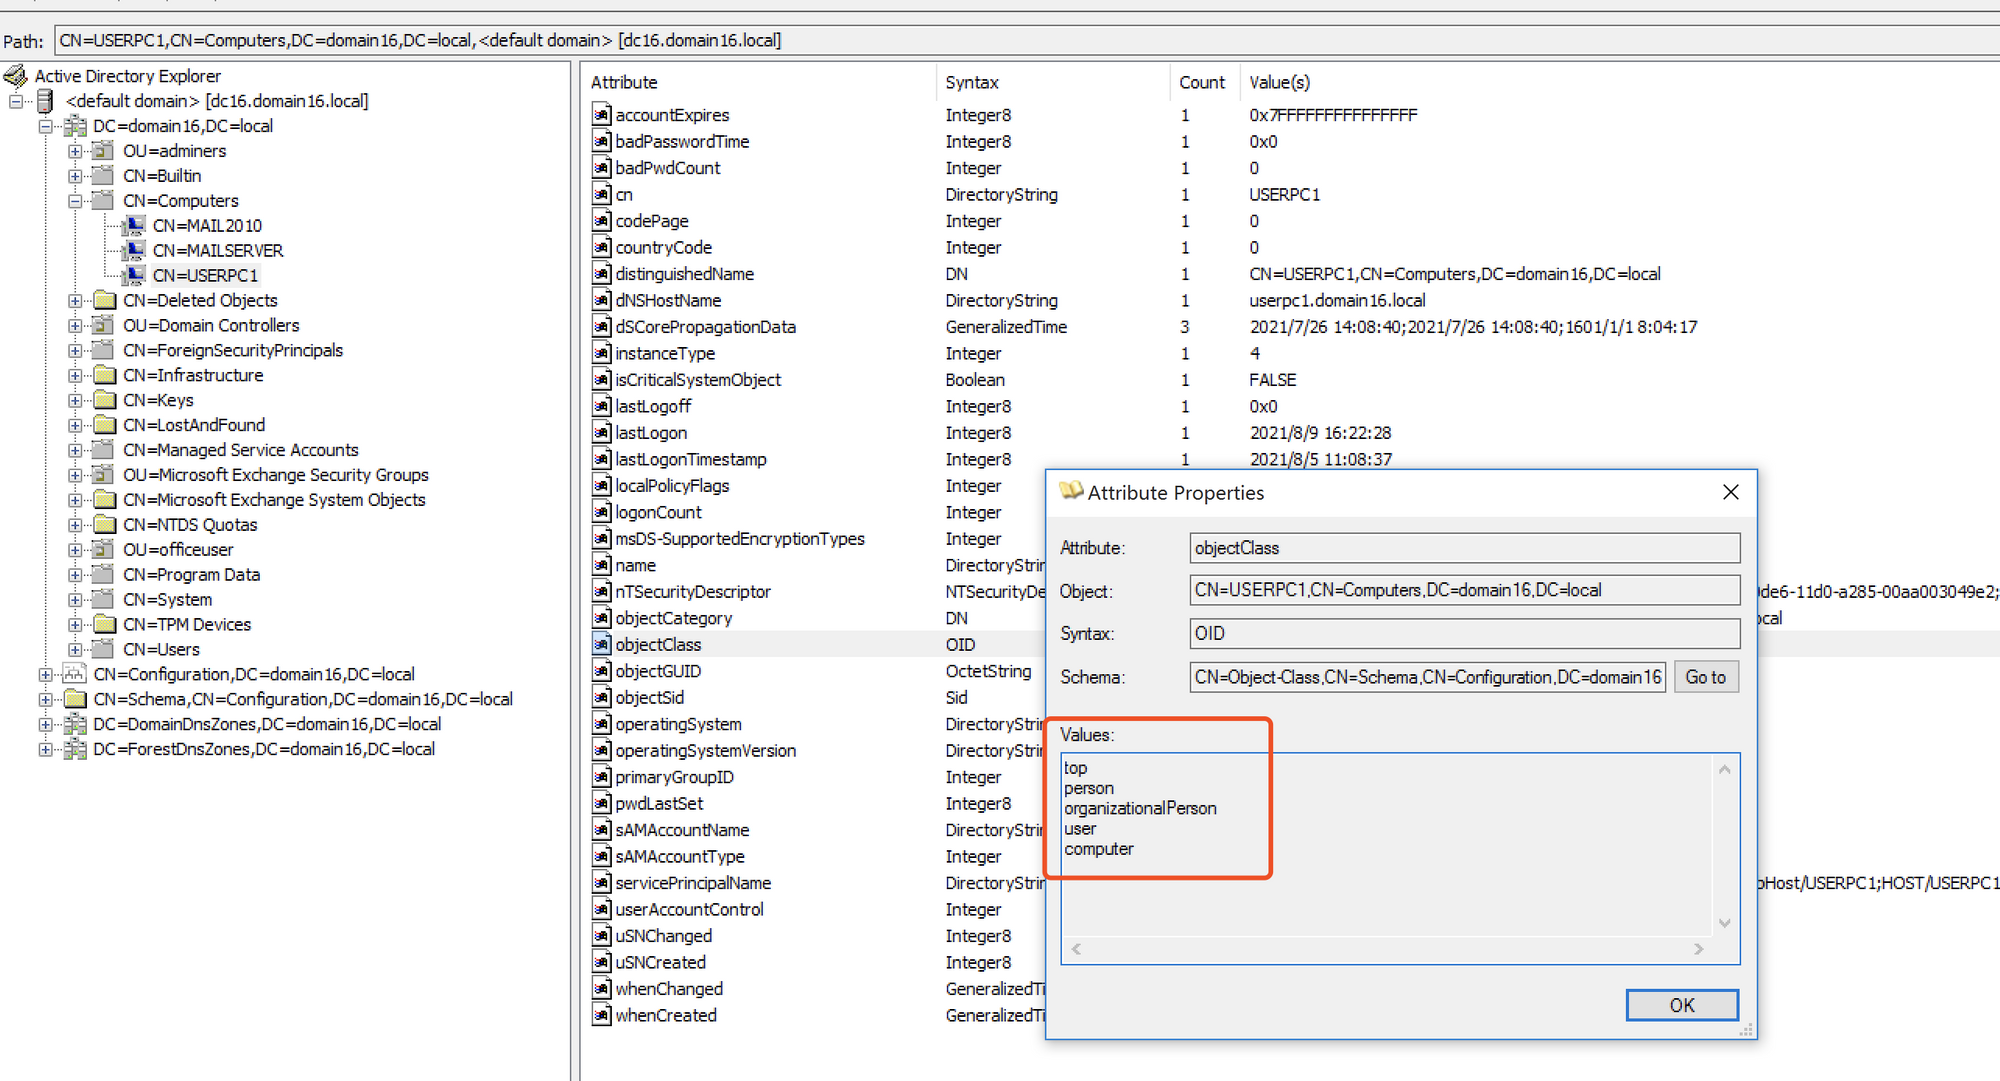 Path: CN=USERPC1,CN=Computers,DC=domain16,DC=local,<default domain> [dc16.domain16.local]
Active Directory Explorer
<default domain> [dc16.domain16.local]
DC=domain16,DC=local
OU=adminers
CN=Builtin
CN=Computers
CN=MAIL2010
CN=MAILSERVER
CN=USERPC1
CN=Deleted Objects
OU=Domain Controllers
CN=ForeignSecurityPrincipals
CN=Infrastructure
CN=Keys
CN=LostAndFound
CN=Managed Service Accounts
OU=Microsoft Exchange Security Groups
CN=Microsoft Exchange System Objects
CN=NTDS Quotas
OU=officeuser
CN=Program Data
CN=System
CN=TPM Devices
CN=Users
CN=Configuration,DC=domain16,DC=local
CN=Schema,CN=Configuration,DC=domain16,DC=local
DC=DomainDnsZones,DC=domain16,DC=local
DC=ForestDnsZones,DC=domain16,DC=local
Attribute Syntax Count Value(s)
accountExpires Integer8 1 0x7FFFFFFFFFFFFFFF
badPasswordTime Integer8 1 0x0
badPwdCount Integer 1 0
cn DirectoryString 1 USERPC1
codePage Integer 1 0
countryCode Integer 1 0
distinguishedName DN 1 CN=USERPC1,CN=Computers,DC=domain16,DC=local
dNSHostName DirectoryString 1 userpc1.domain16.local
dSCorePropagationData GeneralizedTime 3 2021/7/26 14:08:40;2021/7/26 14:08:40;1601/1/1 8:04:17
instanceType Integer 1 4
isCriticalSystemObject Boolean 1 FALSE
lastLogoff Integer8 1 0x0
lastLogon Integer8 1 2021/8/9 16:22:28
lastLogonTimestamp Integer8 1 2021/8/5 11:08:37
localPolicyFlags Integer
logonCount Integer
msDS-SupportedEncryptionTypes Integer
name DirectoryStrin
nTSecurityDescriptor NTSecurityDe de6-11d0-a285-00aa003049e2;
objectCategory DN ocal
objectClass OID
objectGUID OctetString
objectSid Sid
operatingSystem DirectoryStrin
operatingSystemVersion DirectoryStrin
primaryGroupID Integer
pwdLastSet Integer8
sAMAccountName DirectoryStrin
sAMAccountType Integer
servicePrincipalName DirectoryStrin Host/USERPC1;HOST/USERPC1
userAccountControl Integer
uSNChanged Integer8
uSNCreated Integer8
whenChanged GeneralizedTi
whenCreated GeneralizedTi
Attribute Properties
Attribute: objectClass
Object: CN=USERPC1,CN=Computers,DC=domain16,DC=local
Syntax: OID
Schema: CN=Object-Class,CN=Schema,CN=Configuration,DC=domain16 Go to
Values:
top
person
organizationalPerson
user
computer
OK